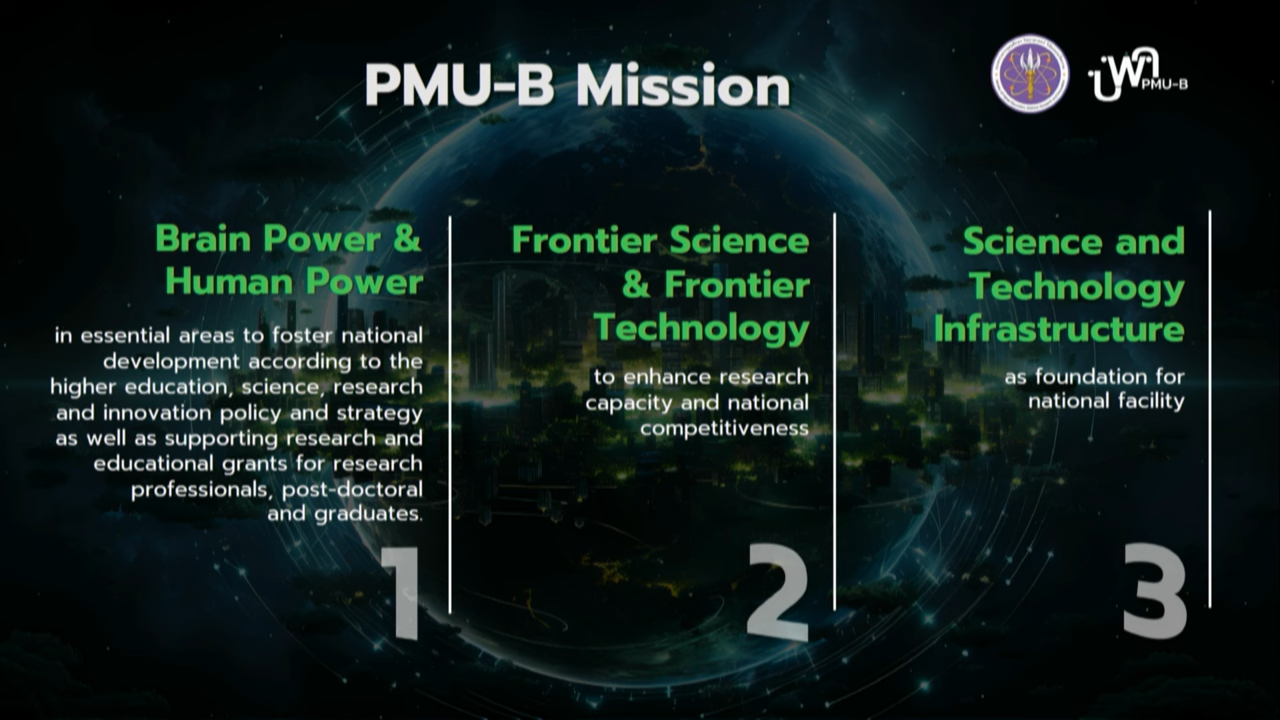 PMU-B Mission
บพค
PMU-B
Brain Power &
Human Power
in essential areas to foster national
development according to the
higher education, science, research
and innovation policy and strategy
as well as supporting research and
educational grants for research
professionals, post-doctoral
and graduates.
1
Frontier Science
& Frontier
Technology
to enhance research
capacity and national
competitiveness
2
Science and
Technology
Infrastructure
as foundation for
national facility
3